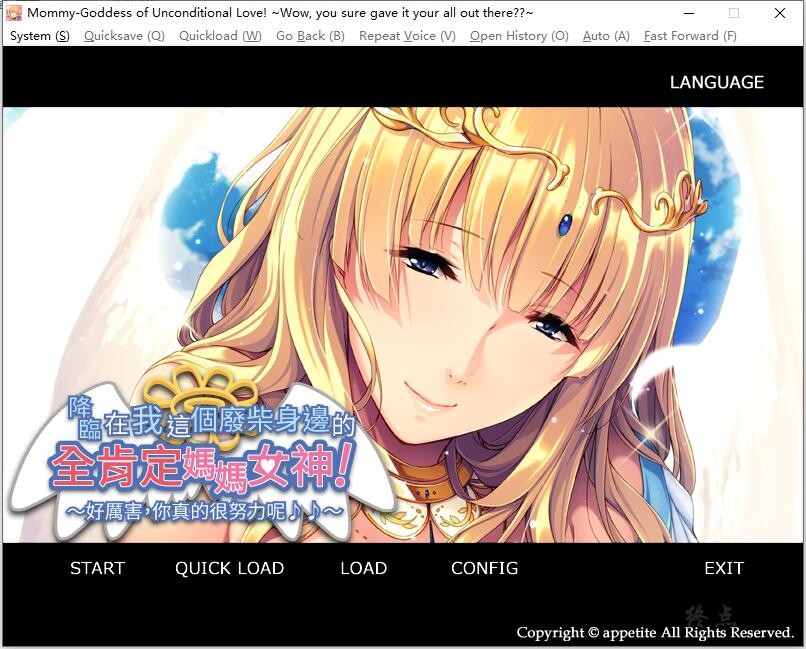 Mommy-Goddess of Unconditional Love! ~Wow, you sure gave it your all out there??~
System (S) Quicksave (Q) Quickload (W) Go Back (B) Repeat Voice (V) Open History (O) Auto (A) Fast Forward (F)
LANGUAGE
降臨在我這個廢柴身邊的
全肯定媽媽女神!
～好厲害,你真的很努力呢♪♪～
START QUICK LOAD LOAD CONFIG EXIT
终点
Copyright © appetite All Rights Reserved.